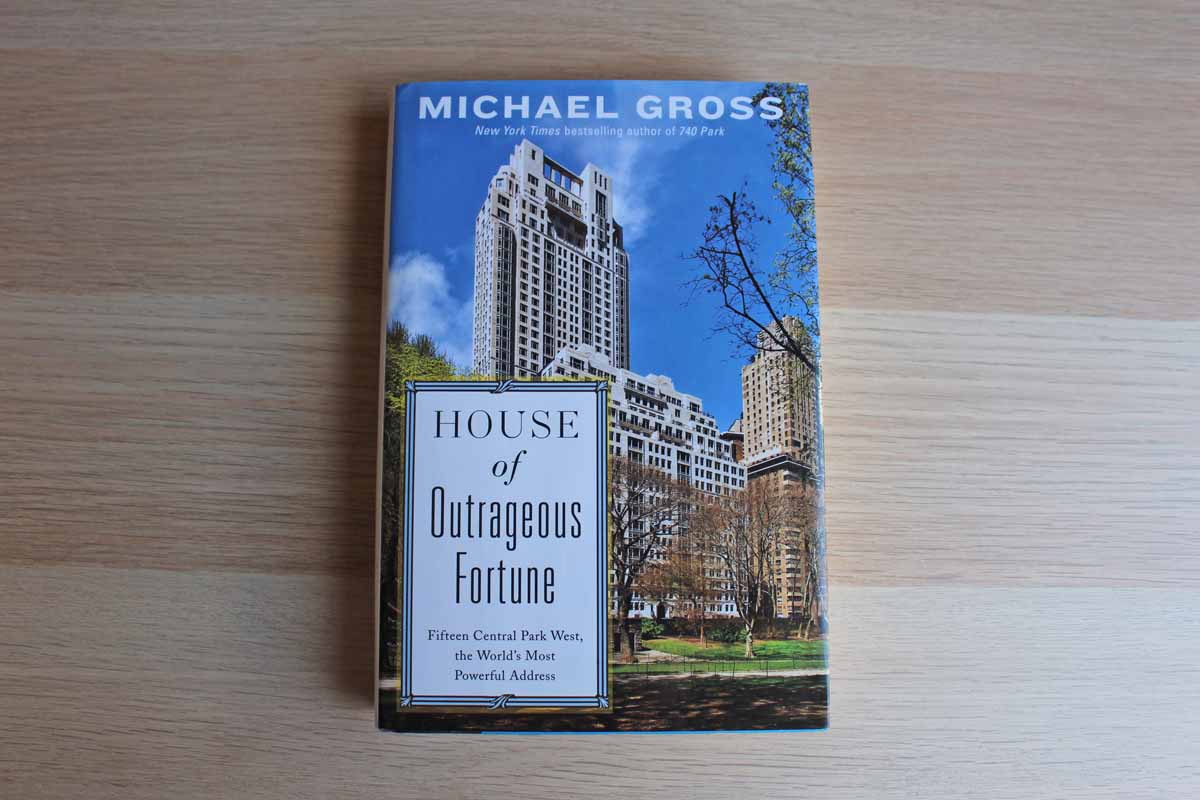 MICHAEL GROSS
New York Times bestselling author of 740 Park
HOUSE
of
Outrageous
Fortune
Fifteen Central Park West,
the World's Most
Powerful Address